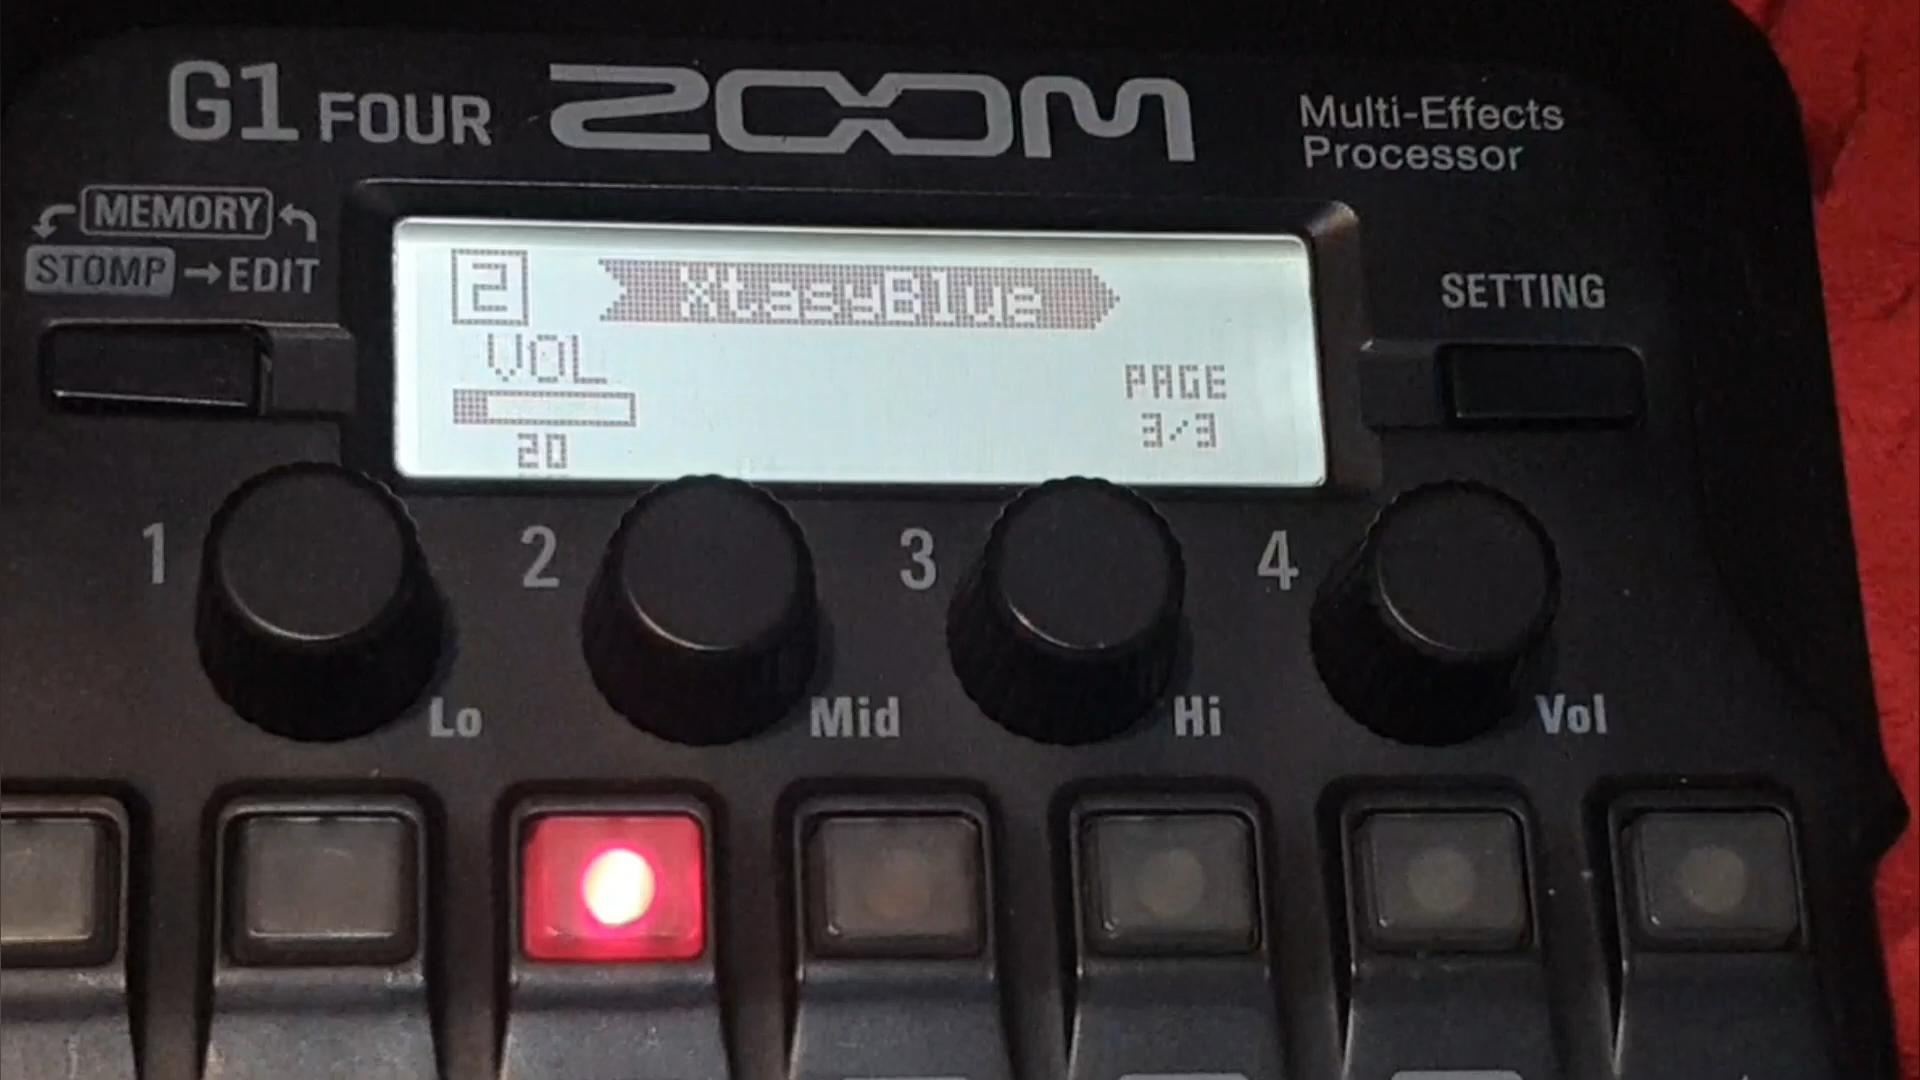 G1 FOUR ZOOM Multi-Effects Processor
MEMORY
STOMP → EDIT
2 XtasyBlue
VOL
20
PAGE
3/3
SETTING
1 2 3 4
Lo Mid Hi Vol